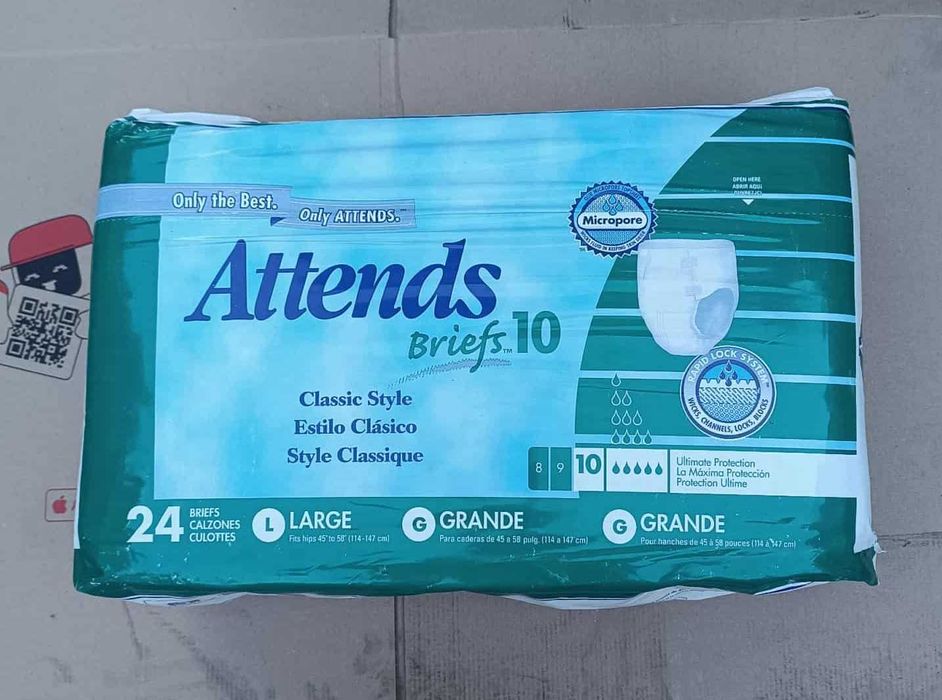 Only the Best.
Only ATTENDS.™
OPEN HERE
ABRIR AQUI
Micropore
Attends
Briefs™ 10
RAPID LOCK SYSTEM™
WICKS, CHANNELS, LOCKS, BLOCKS
Classic Style
Estilo Clásico
Style Classique
8 9 10
Ultimate Protection
La Máxima Protección
Protection Ultime
24 BRIEFS
CALZONES
CULOTTES
L LARGE
Fits hips 45" to 58" (114-147 cm)
G GRANDE
Para caderas de 45 a 58 pulg. (114 a 147 cm)
G GRANDE
Pour hanches de 45 à 58 pouces (114 à 147 cm)